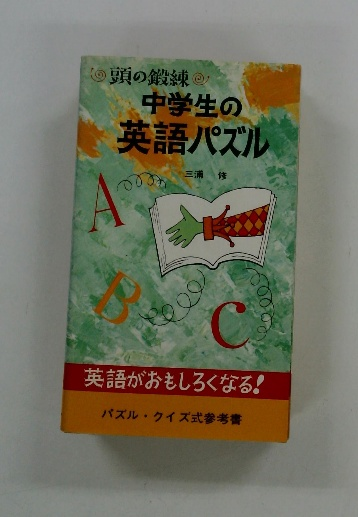 頭の鍛練
中学生の
英語パズル
三浦 修
A
B
C
英語がおもしろくなる!
パズル・クイズ式参考書